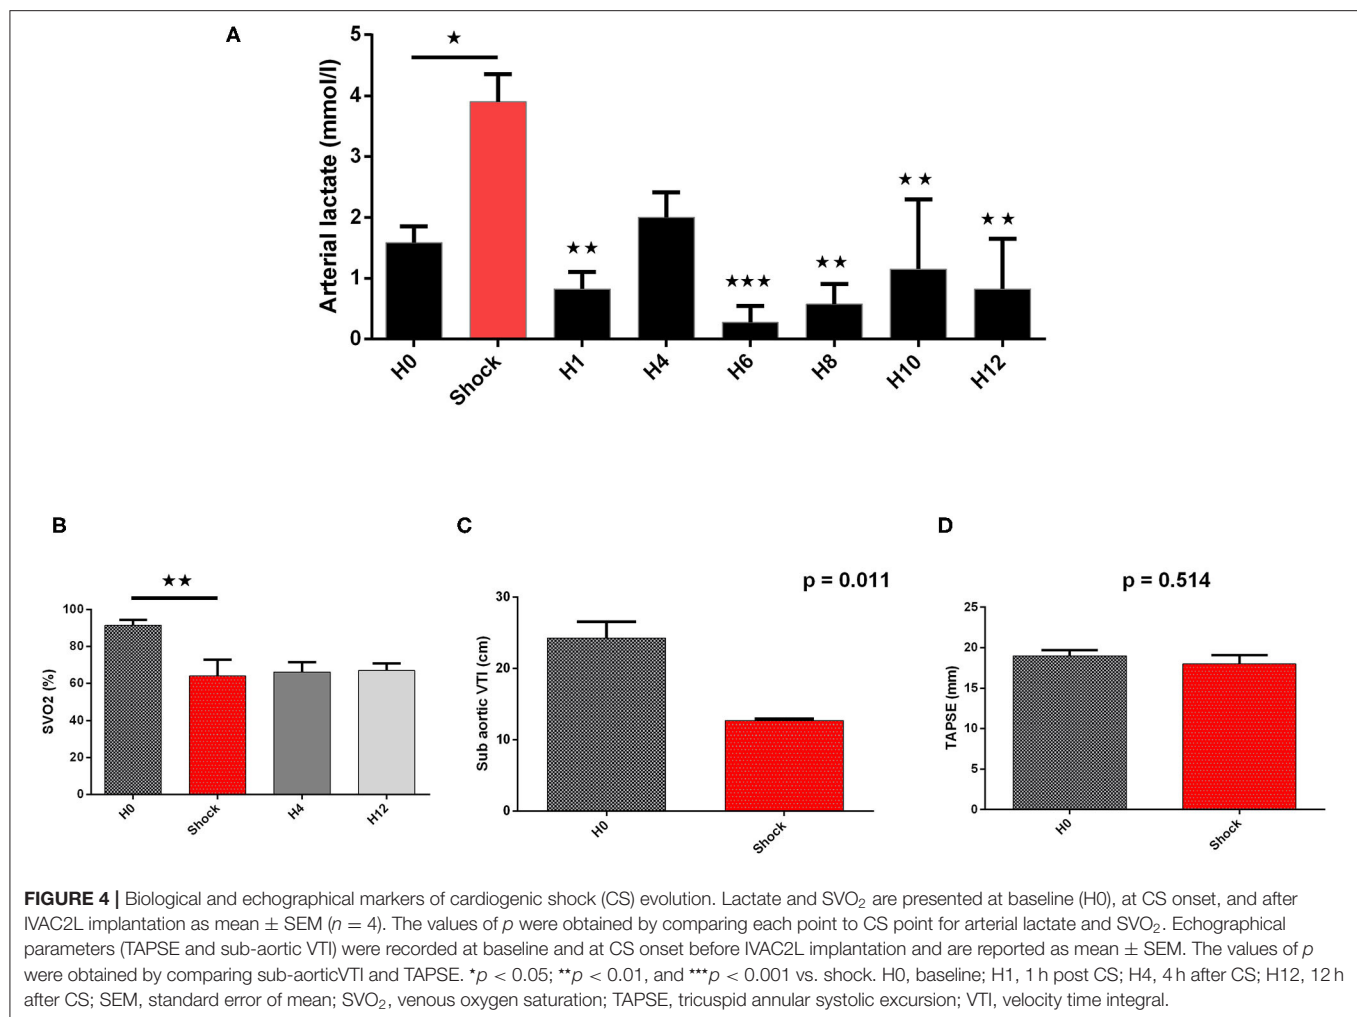 A
★
5
4
3
2
1
0
Arterial lactate (mmol/l)
★★
★★★
★★
★★
★★
H0
Shock
H1
H4
H6
H8
H10
H12
B
★★
100
80
60
40
20
0
SVO2 (%)
H0
Shock
H4
H12
C
p = 0.011
30
20
10
0
Sub aortic VTI (cm)
H0
Shock
D
p = 0.514
25
20
15
10
5
0
TAPSE (mm)
H0
Shock
FIGURE 4 | Biological and echographical markers of cardiogenic shock (CS) evolution. Lactate and SVO₂ are presented at baseline (H0), at CS onset, and after
IVAC2L implantation as mean ± SEM (n = 4). The values of p were obtained by comparing each point to CS point for arterial lactate and SVO₂. Echographical
parameters (TAPSE and sub-aortic VTI) were recorded at baseline and at CS onset before IVAC2L implantation and are reported as mean ± SEM. The values of p
were obtained by comparing sub-aorticVTI and TAPSE. *p < 0.05; **p < 0.01, and ***p < 0.001 vs. shock. H0, baseline; H1, 1 h post CS; H4, 4 h after CS; H12, 12 h
after CS; SEM, standard error of mean; SVO₂, venous oxygen saturation; TAPSE, tricuspid annular systolic excursion; VTI, velocity time integral.